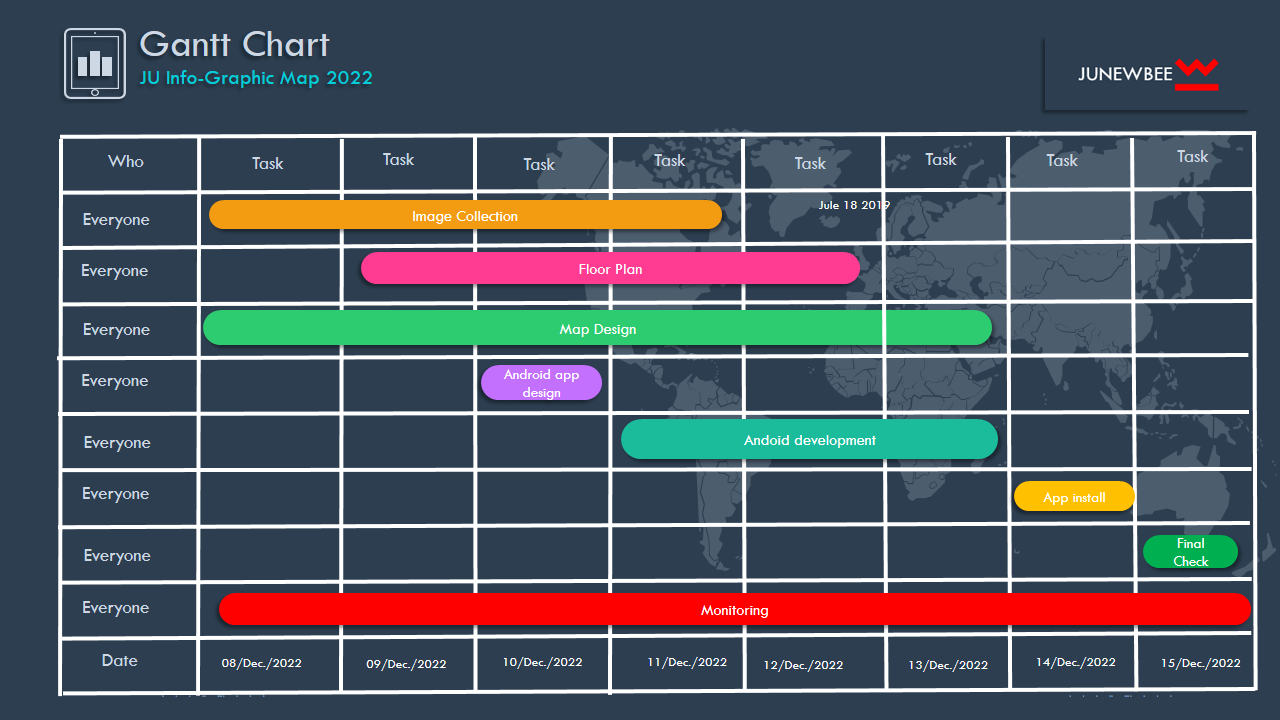 Gantt Chart
JU Info-Graphic Map 2022
JUNEWBEE
Who Task Task Task Task Task Task Task Task
Everyone Image Collection Jule 18 2019
Everyone Floor Plan
Everyone Map Design
Everyone Android app
design
Everyone Andoid development
Everyone App install
Everyone Final
Check
Everyone Monitoring
Date 08/Dec./2022 09/Dec./2022 10/Dec./2022 11/Dec./2022 12/Dec./2022 13/Dec./2022 14/Dec./2022 15/Dec./2022